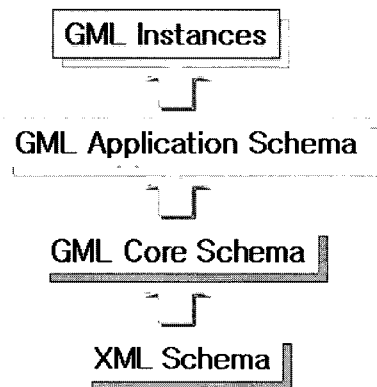 GML Instances
GML Application Schema
GML Core Schema
XML Schema